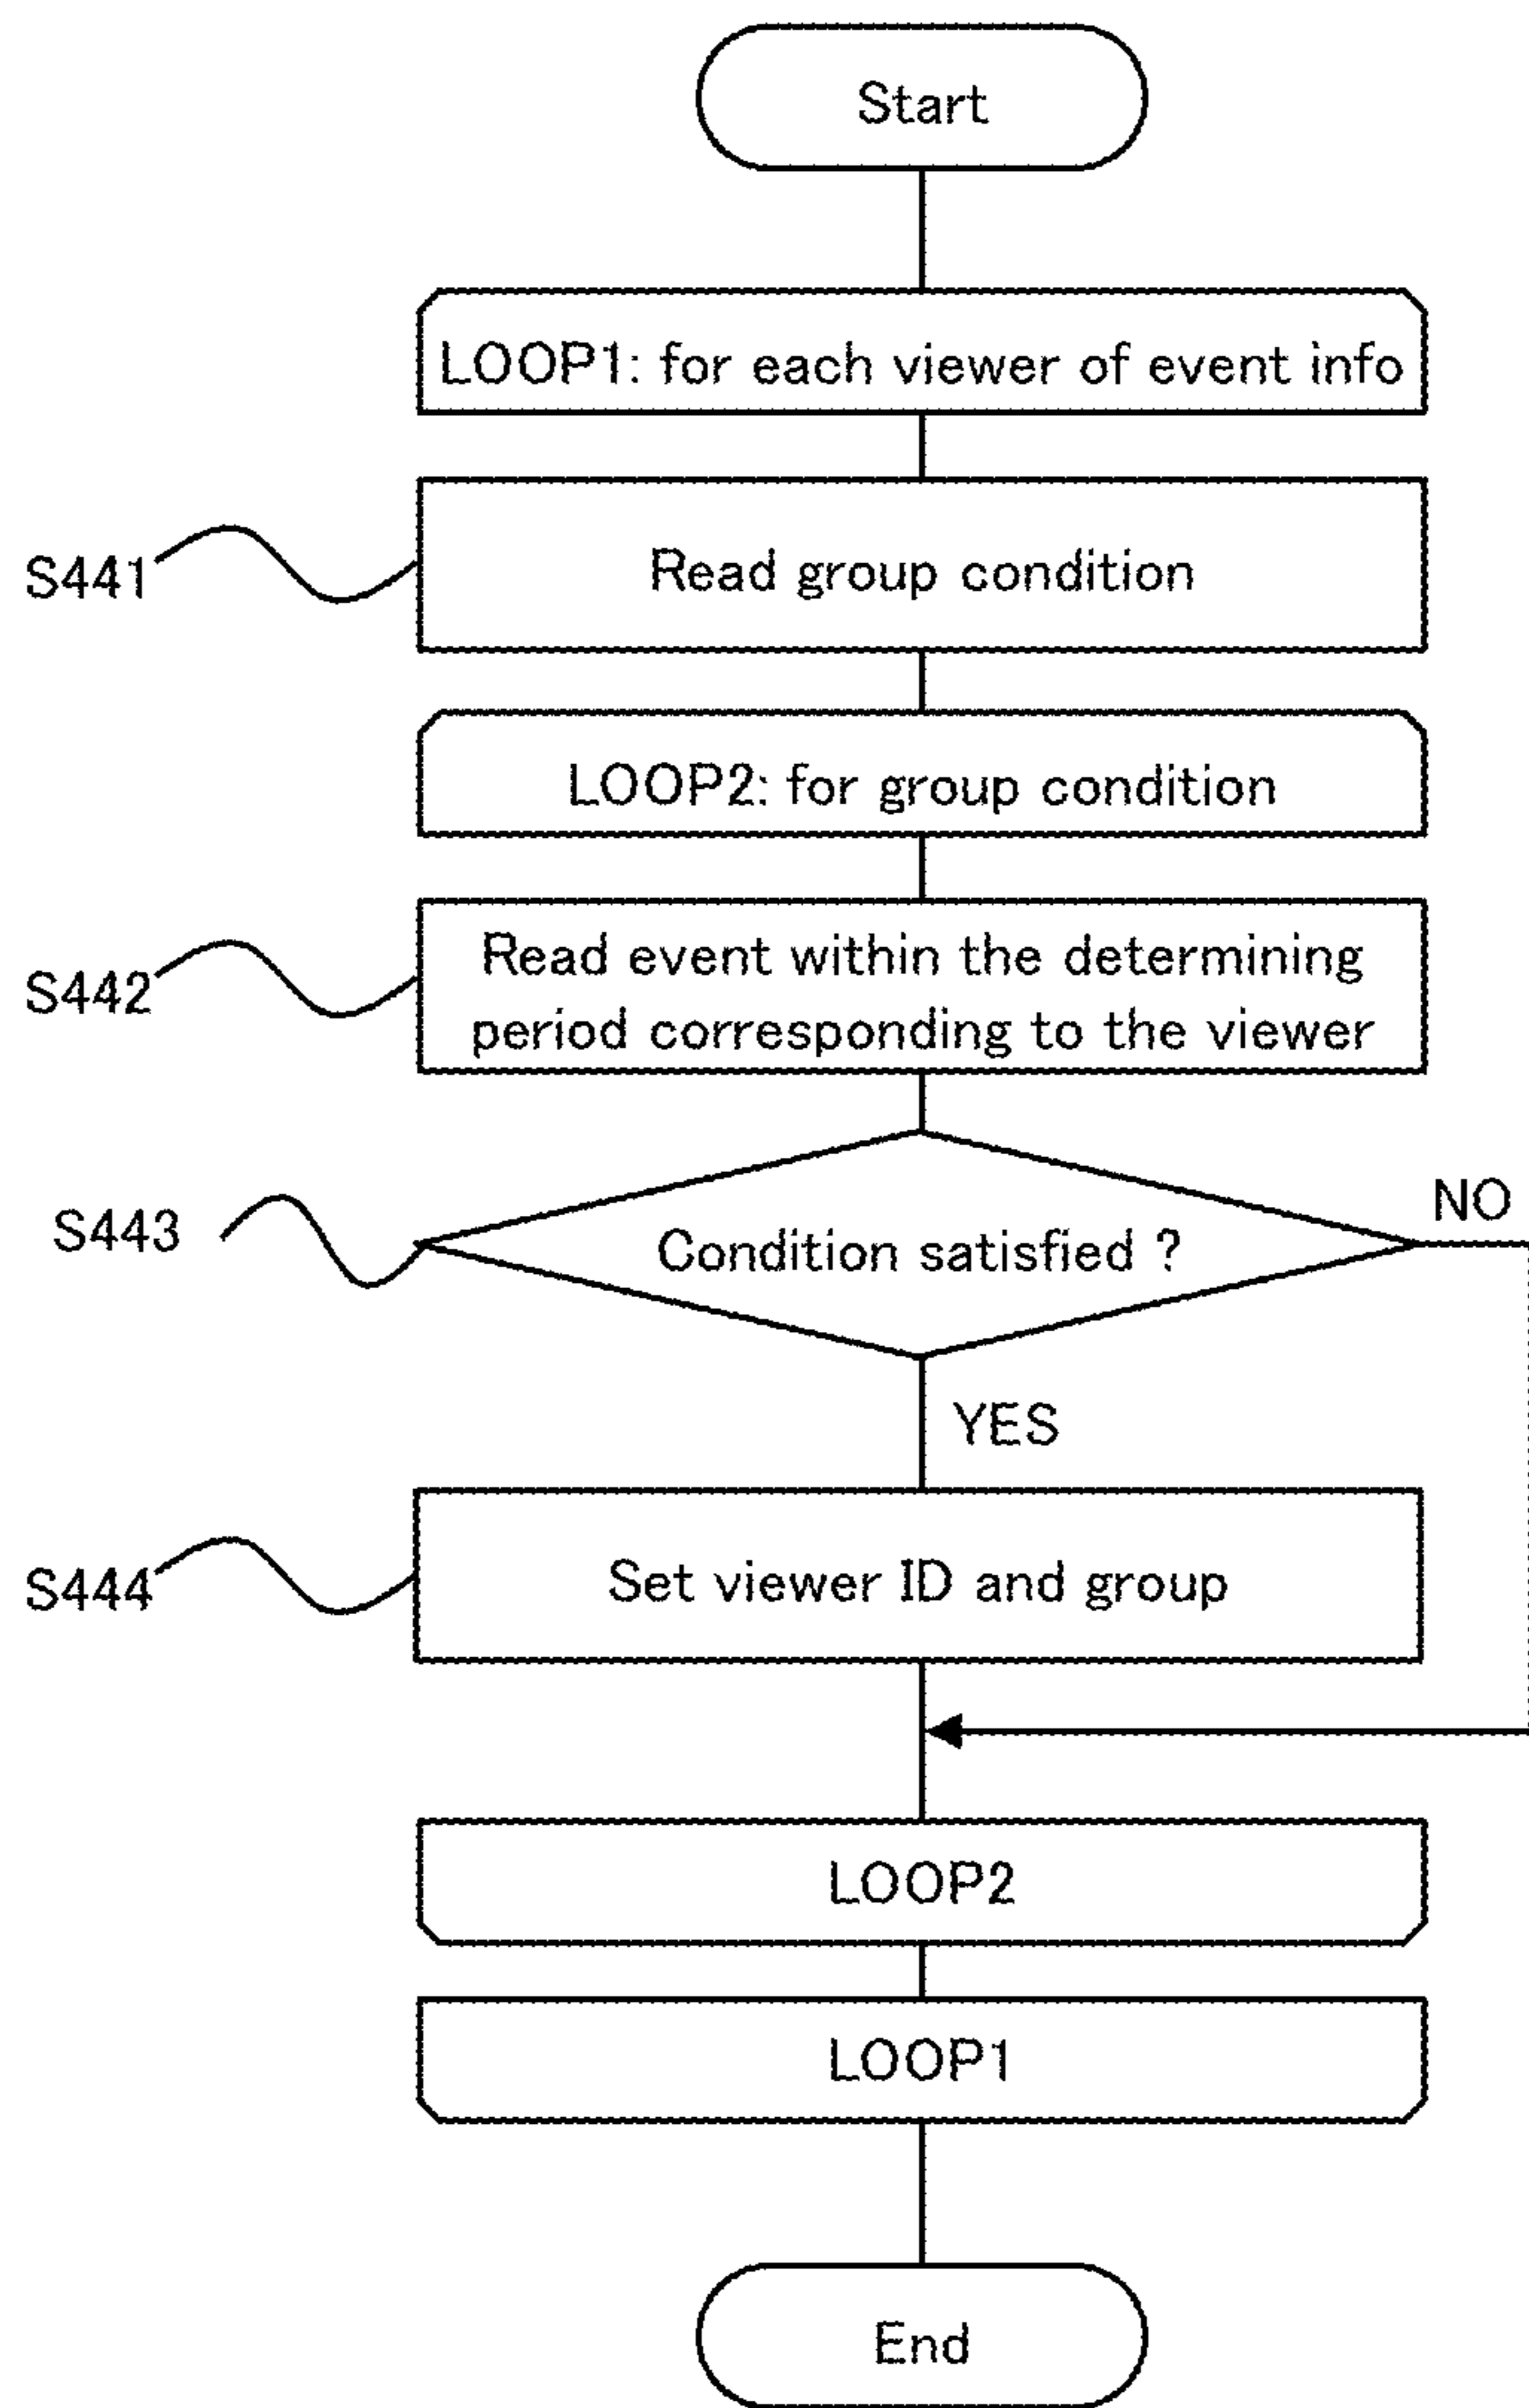 Start
LOOP1: for each viewer of event info
S441
Read group condition
LOOP2: for group condition
S442
Read event within the determining
period corresponding to the viewer
S443
Condition satisfied ?
NO
YES
S444
Set viewer ID and group
LOOP2
LOOP1
End